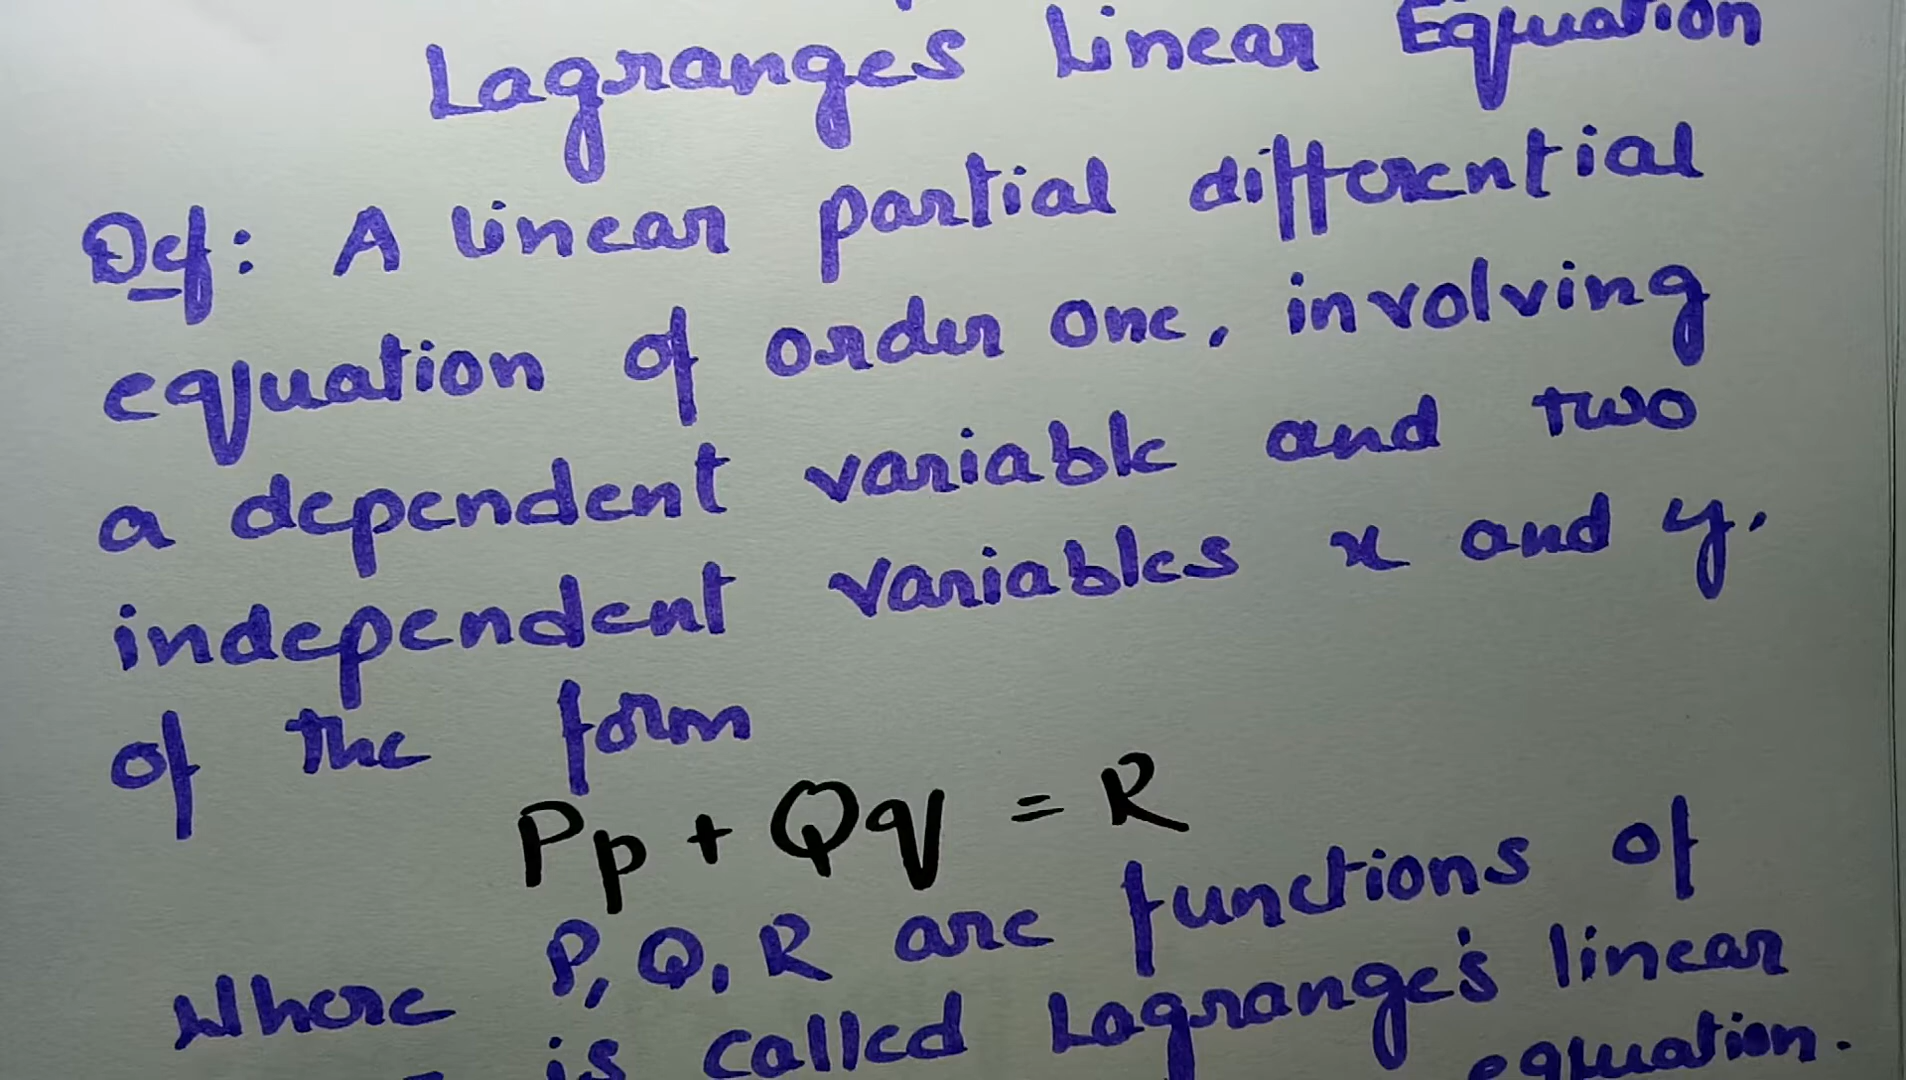 Lagrange's Linear Equation
Def: A linear partial differential
equation of order one, involving
a dependent variable and two
independent variables x and y.
of the form
Pp + Qq = R
Where P, Q, R are functions of
is called Lagrange's linear
equation.